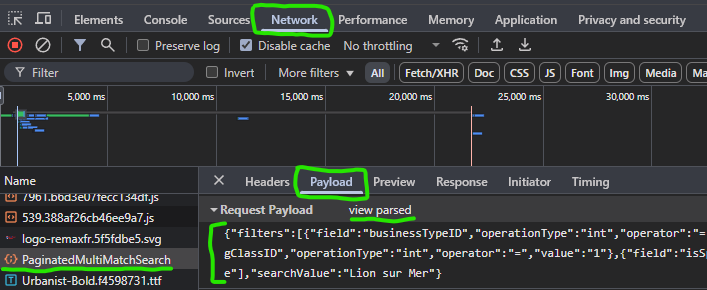 Elements Console Sources Network Performance Memory Application Privacy and security
Preserve log Disable cache No throttling
Filter Invert More filters All Fetch/XHR Doc CSS JS Font Img Media Ma
5,000 ms 10,000 ms 15,000 ms 20,000 ms 25,000 ms 30,000 ms
Name Headers Payload Preview Response Initiator Timing
7961.b6d3e07fecc134df.js
Request Payload view parsed
539.388af26cb46ee9a7.js
{"filters":[{"field":"businessTypeID","operationType":"int","operator":"=
logo-remaxfr.5f5fdbe5.svg
gClassID","operationType":"int","operator":"=","value":"1"},{"field":"isSp
PaginatedMultiMatchSearch
e"],"searchValue":"Lion sur Mer"}
Urbanist-Bold.f4598731.ttf